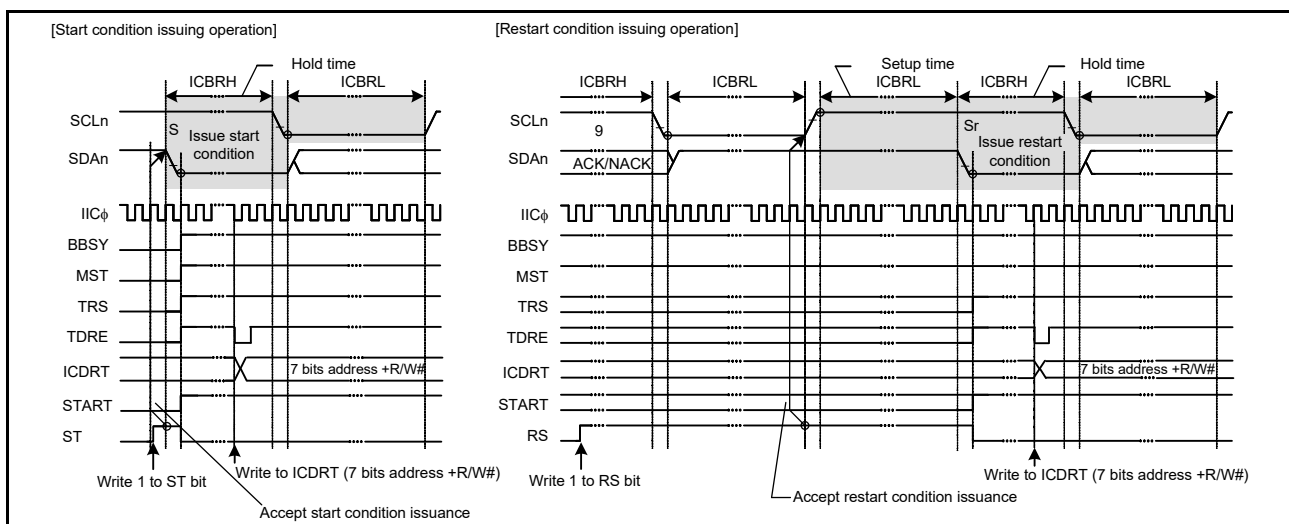 [Start condition issuing operation]
[Restart condition issuing operation]
Hold time
ICBRH
ICBRL
SCLn
S
Issue start
condition
SDAn
IICφ
BBSY
MST
TRS
TDRE
ICDRT
7 bits address +R/W#
START
ST
Write 1 to ST bit
Write to ICDRT (7 bits address +R/W#)
Accept start condition issuance
Setup time
Hold time
ICBRH
ICBRL
ICBRL
ICBRH
ICBRL
SCLn
9
Sr
Issue restart
condition
SDAn
ACK/NACK
IICφ
BBSY
MST
TRS
TDRE
ICDRT
7 bits address +R/W#
START
RS
Write 1 to RS bit
Write to ICDRT (7 bits address +R/W#)
Accept restart condition issuance